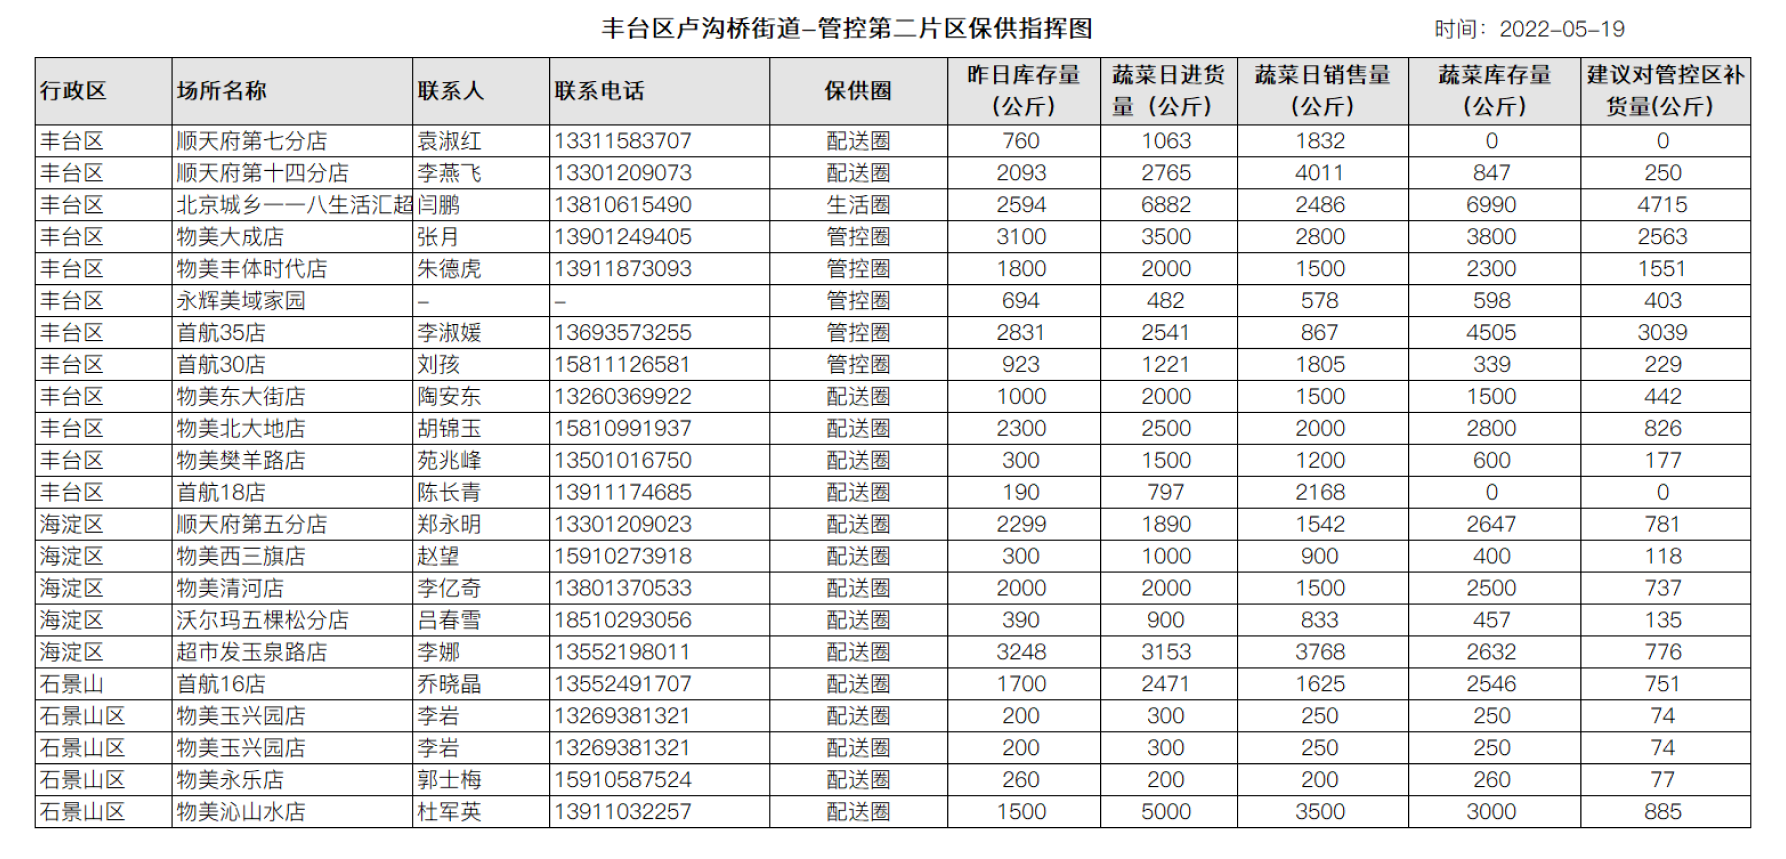 丰台区卢沟桥街道-管控第二片区保供指挥图 时间：2022-05-19
行政区 场所名称 联系人 联系电话 保供圈 昨日库存量（公斤） 蔬菜日进货量（公斤） 蔬菜日销售量（公斤） 蔬菜库存量（公斤） 建议对管控区补货量(公斤)
丰台区 顺天府第七分店 袁淑红 13311583707 配送圈 760 1063 1832 0 0
丰台区 顺天府第十四分店 李燕飞 13301209073 配送圈 2093 2765 4011 847 250
丰台区 北京城乡一一八生活汇超 闫鹏 13810615490 生活圈 2594 6882 2486 6990 4715
丰台区 物美大成店 张月 13901249405 管控圈 3100 3500 2800 3800 2563
丰台区 物美丰体时代店 朱德虎 13911873093 管控圈 1800 2000 1500 2300 1551
丰台区 永辉美域家园 - - 管控圈 694 482 578 598 403
丰台区 首航35店 李淑媛 13693573255 管控圈 2831 2541 867 4505 3039
丰台区 首航30店 刘孩 15811126581 管控圈 923 1221 1805 339 229
丰台区 物美东大街店 陶安东 13260369922 配送圈 1000 2000 1500 1500 442
丰台区 物美北大地店 胡锦玉 15810991937 配送圈 2300 2500 2000 2800 826
丰台区 物美樊羊路店 苑兆峰 13501016750 配送圈 300 1500 1200 600 177
丰台区 首航18店 陈长青 13911174685 配送圈 190 797 2168 0 0
海淀区 顺天府第五分店 郑永明 13301209023 配送圈 2299 1890 1542 2647 781
海淀区 物美西三旗店 赵望 15910273918 配送圈 300 1000 900 400 118
海淀区 物美清河店 李亿奇 13801370533 配送圈 2000 2000 1500 2500 737
海淀区 沃尔玛五棵松分店 吕春雪 18510293056 配送圈 390 900 833 457 135
海淀区 超市发玉泉路店 李娜 13552198011 配送圈 3248 3153 3768 2632 776
石景山 首航16店 乔晓晶 13552491707 配送圈 1700 2471 1625 2546 751
石景山区 物美玉兴园店 李岩 13269381321 配送圈 200 300 250 250 74
石景山区 物美玉兴园店 李岩 13269381321 配送圈 200 300 250 250 74
石景山区 物美永乐店 郭士梅 15910587524 配送圈 260 200 200 260 77
石景山区 物美沁山水店 杜军英 13911032257 配送圈 1500 5000 3500 3000 885